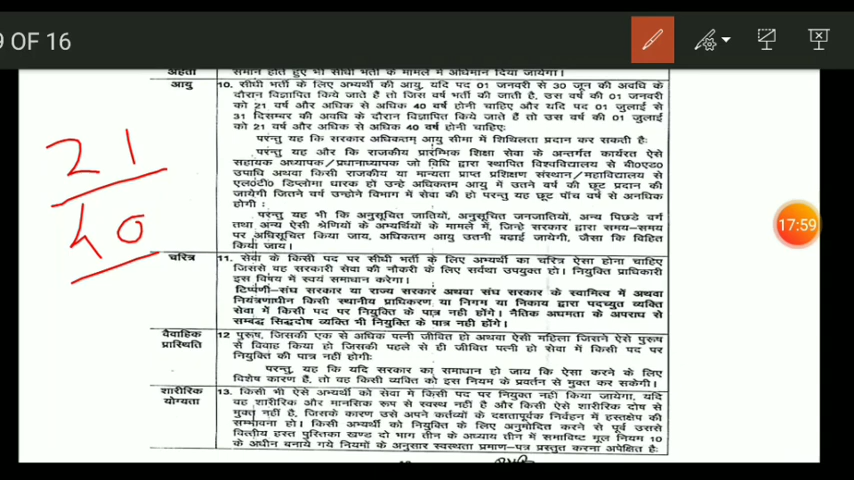 9 OF 16
17:59
21
40
अर्हता समान होते हुए भी सीधी भर्ती के मामले में अधिमान दिया जायेगा।
आयु 10. सीधी भर्ती के लिए अभ्यर्थी की आयु, यदि पद 01 जनवरी से 30 जून की अवधि के
दौरान विज्ञापित किये जाते हैं तो जिस वर्ष भर्ती की जाती है, उस वर्ष की 01 जनवरी
को 21 वर्ष और अधिक से अधिक 40 वर्ष होनी चाहिए और यदि पद 01 जुलाई से
31 दिसम्बर की अवधि के दौरान विज्ञापित किये जाते हैं तो उस वर्ष की 01 जुलाई
को 21 वर्ष और अधिक से अधिक 40 वर्ष होनी चाहिएः
परन्तु यह कि सरकार अधिकतम् आयु सीमा में शिथिलता प्रदान कर सकती हैः
परन्तु यह और कि राजकीय प्रारम्भिक शिक्षा सेवा के अन्तर्गत कार्यरत ऐसे
सहायक अध्यापक/प्रधानाध्यापक जो विधि द्वारा स्थापित विश्वविद्यालय से बी०एड०
उपाधि अथवा किसी राजकीय या मान्यता प्राप्त प्रशिक्षण संस्थान/महाविद्यालय से
एल०टी० डिप्लोमा धारक हो उन्हे अधिकतम आयु में उतने वर्ष की छूट प्रदान की
जायेगी जितने वर्ष उन्होने विभाग में सेवा की हो परन्तु यह छूट पाँच वर्ष से अनधिक
होगी :
परन्तु यह भी कि अनुसूचित जातियों, अनुसूचित जनजातियों, अन्य पिछडे वर्ग
तथा अन्य ऐसी श्रेणियों के अभ्यर्थियों के मामले में, जिन्हे सरकार द्वारा समय-समय
पर अधिसूचित किया जाय, अधिकतम आयु उतनी बढाई जायेगी, जैसा कि विहित
किया जाय।
चरित्र 11. सेवा के किसी पद पर सीधी भर्ती के लिए अभ्यर्थी का चरित्र ऐसा होना चाहिए
जिससे वह सरकारी सेवा की नौकरी के लिए सर्वथा उपयुक्त हो। नियुक्ति प्राधिकारी
इस विषय में स्वयं समाधान करेगा।
टिप्पणी-संघ सरकार या राज्य सरकार अथवा संघ सरकार के स्वामित्व में अथवा
नियंत्रणाधीन किसी स्थानीय प्राधिकरण या निगम या निकाय द्वारा पदच्युत व्यक्ति
सेवा में किसी पद पर नियुक्ति के पात्र नही होंगे। नैतिक अधमता के अपराध से
सम्बद्ध सिद्धदोष व्यक्ति भी नियुक्ति के पात्र नही होंगे।
वैवाहिक प्रास्थिति 12 पुरूष, जिसकी एक से अधिक पत्नी जीवित हो अथवा ऐसी महिला जिसने ऐसे पुरूष
से विवाह किया हो जिसकी पहले से ही जीवित पत्नी हो सेवा में किसी पद पर
नियुक्ति की पात्र नहीं होगीः
परन्तु, यह कि यदि सरकार का समाधान हो जाय कि ऐसा करने के लिए
विशेष कारण हैं, तो वह किसी व्यक्ति को इस नियम के प्रवर्तन से मुक्त कर सकेगी।
शारीरिक योग्यता 13. किसी भी ऐसे अभ्यर्थी को सेवा में किसी पद पर नियुक्त नही किया जायेगा, यदि
वह शारीरिक और मानसिक रूप से स्वस्थ नहीं है और किसी ऐसे शारीरिक दोष से
मुक्त नहीं है, जिसके कारण उसे अपने कर्तव्यों के दक्षतापूर्वक निर्वहन में हस्तक्षेप की
सम्भावना हो। किसी अभ्यर्थी को नियुक्ति के लिए अनुमोदित करने से पूर्व उससे
वित्तीय हस्त पुस्तिका खण्ड दो भाग तीन के अध्याय तीन में समाविष्ट मूल नियम 10
के अधीन बनाये गये नियमों के अनुसार स्वस्थता प्रमाण-पत्र प्रस्तुत करना अपेक्षित हैः